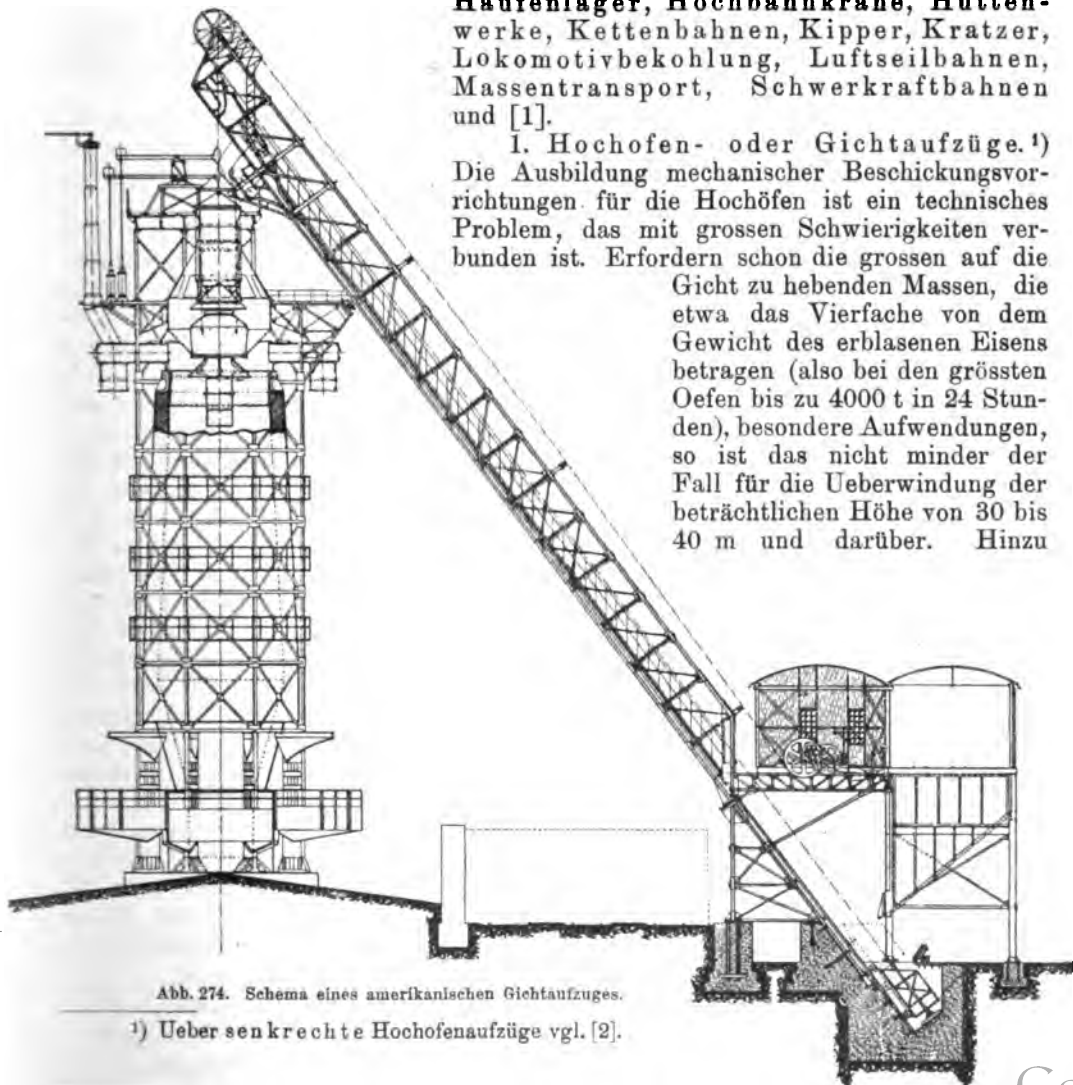 Haufenlager, Hochbahnkrane, Hütten-
werke, Kettenbahnen, Kipper, Kratzer,
Lokomotivbekohlung, Luftseilbahnen,
Massentransport, Schwerkraftbahnen
und [1].
1. Hochofen- oder Gichtaufzüge.¹)
Die Ausbildung mechanischer Beschickungsvor-
richtungen für die Hochöfen ist ein technisches
Problem, das mit grossen Schwierigkeiten ver-
bunden ist. Erfordern schon die grossen auf die
Gicht zu hebenden Massen, die
etwa das Vierfache von dem
Gewicht des erblasenen Eisens
betragen (also bei den grössten
Oefen bis zu 4000 t in 24 Stun-
den), besondere Aufwendungen,
so ist das nicht minder der
Fall für die Ueberwindung der
beträchtlichen Höhe von 30 bis
40 m und darüber. Hinzu
Abb. 274. Schema eines amerikanischen Gichtaufzuges.
¹) Ueber senkrechte Hochofenaufzüge vgl. [2].